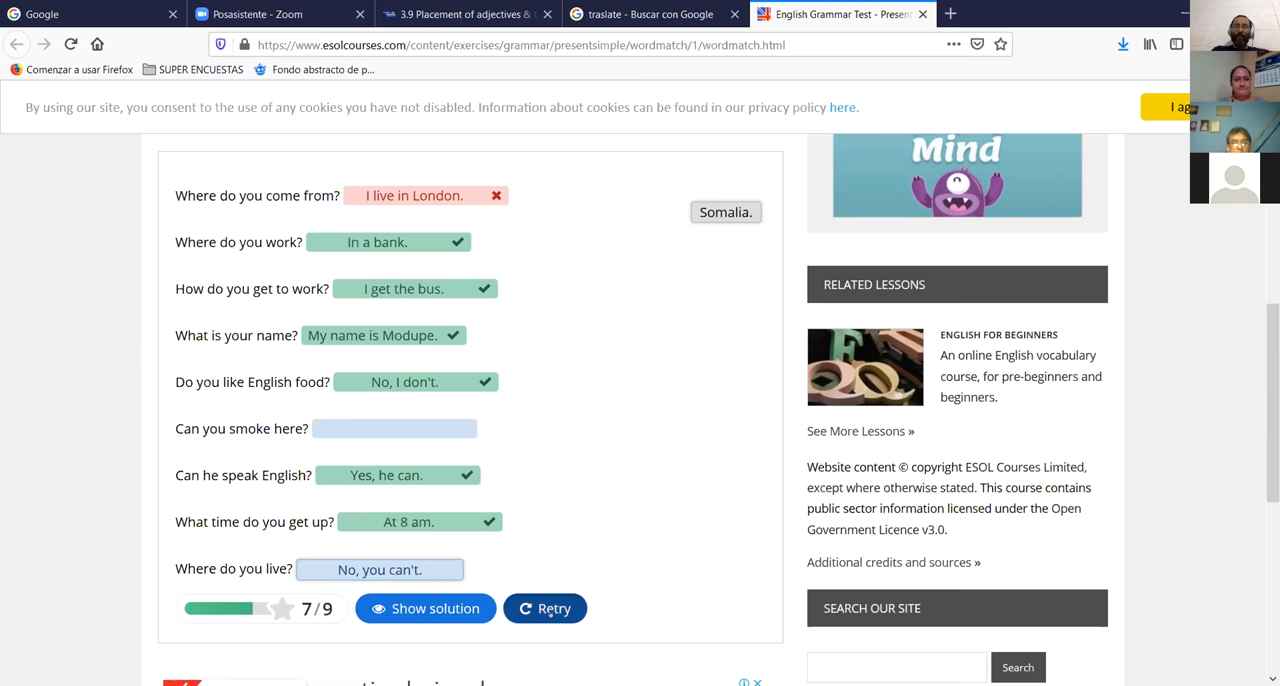 Google
Posasistente - Zoom
3.9 Placement of adjectives &
traslate - Buscar con Google
English Grammar Test - Present
https://www.esolcourses.com/content/exercises/grammar/presentsimple/wordmatch/1/wordmatch.html
Comenzar a usar Firefox
SUPER ENCUESTAS
Fondo abstracto de p...
By using our site, you consent to the use of any cookies you have not disabled. Information about cookies can be found in our privacy policy here.
I ag
Mind
Where do you come from? I live in London.
Somalia.
Where do you work? In a bank.
How do you get to work? I get the bus.
What is your name? My name is Modupe.
Do you like English food? No, I don't.
Can you smoke here?
Can he speak English? Yes, he can.
What time do you get up? At 8 am.
Where do you live? No, you can't.
7/9
Show solution
Retry
RELATED LESSONS
ENGLISH FOR BEGINNERS
An online English vocabulary
course, for pre-beginners and
beginners.
See More Lessons »
Website content © copyright ESOL Courses Limited,
except where otherwise stated. This course contains
public sector information licensed under the Open
Government Licence v3.0.
Additional credits and sources »
SEARCH OUR SITE
Search